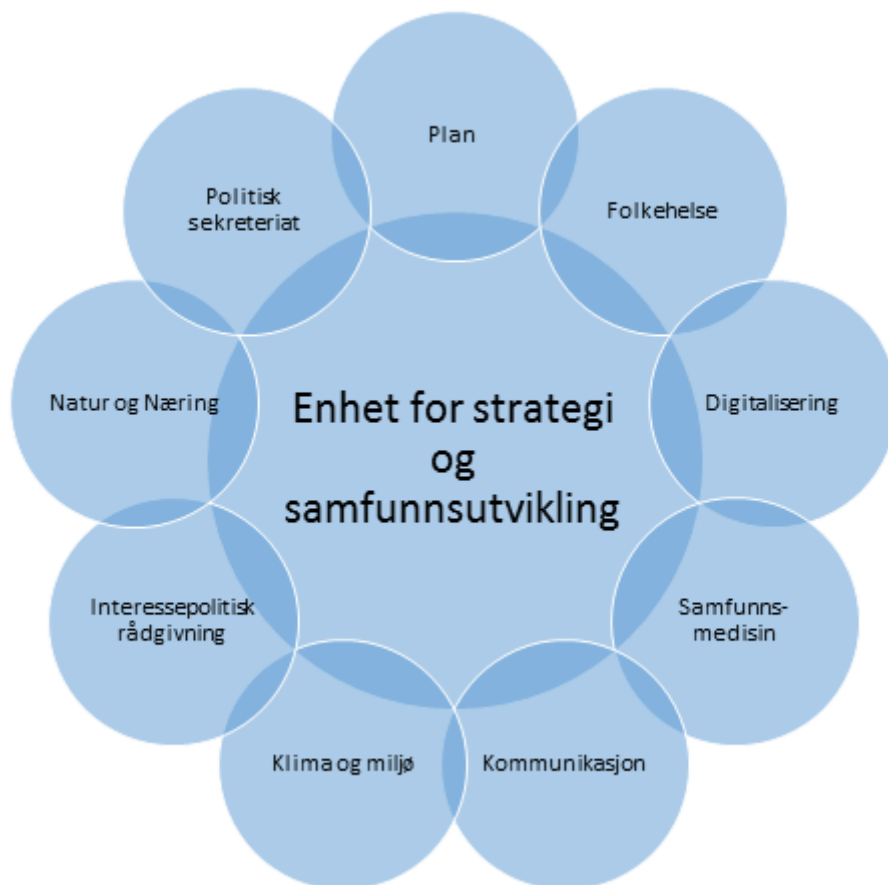 Plan
Folkehelse
Digitalisering
Samfunns-
medisin
Kommunikasjon
Klima og miljø
Interessepolitisk
rådgivning
Natur og Næring
Politisk
sekreteriat
Enhet for strategi
og
samfunnsutvikling